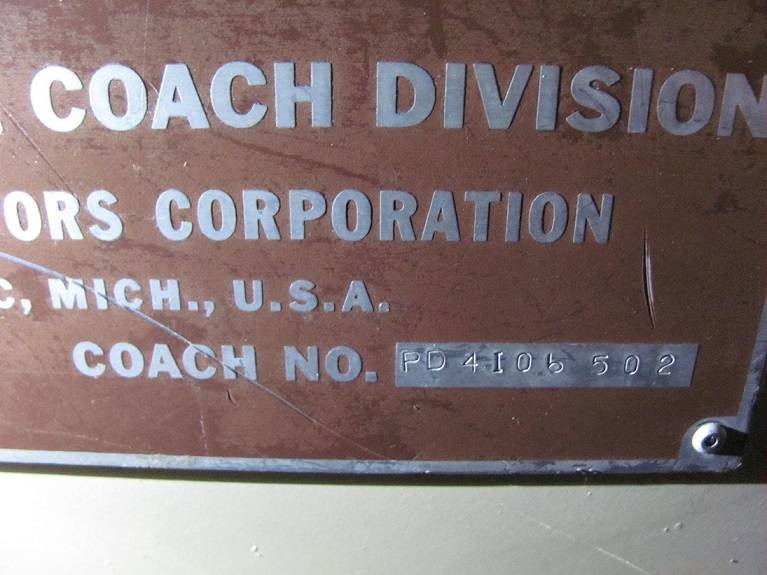 COACH DIVISION
ORS CORPORATION
C, MICH., U.S.A.
COACH NO. PD 4106 502